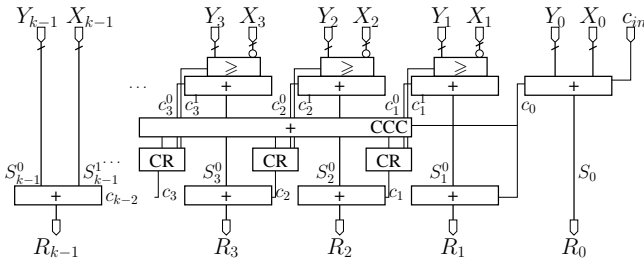 Y_{k−1} X_{k−1} Y_3 X_3 Y_2 X_2 Y_1 X_1 Y_0 X_0 c_{in}
⩾ ⩾ ⩾
... + + + +
c_3^0 c_3^1 c_2^0 c_2^1 c_1^0 c_1^1 c_0
+ CCC
... CR CR CR
S_{k−1}^0 S_{k−1}^1 S_3^0 S_2^0 S_1^0 S_0
+ c_{k−2} c_3 + c_2 + c_1 +
R_{k−1} R_3 R_2 R_1 R_0